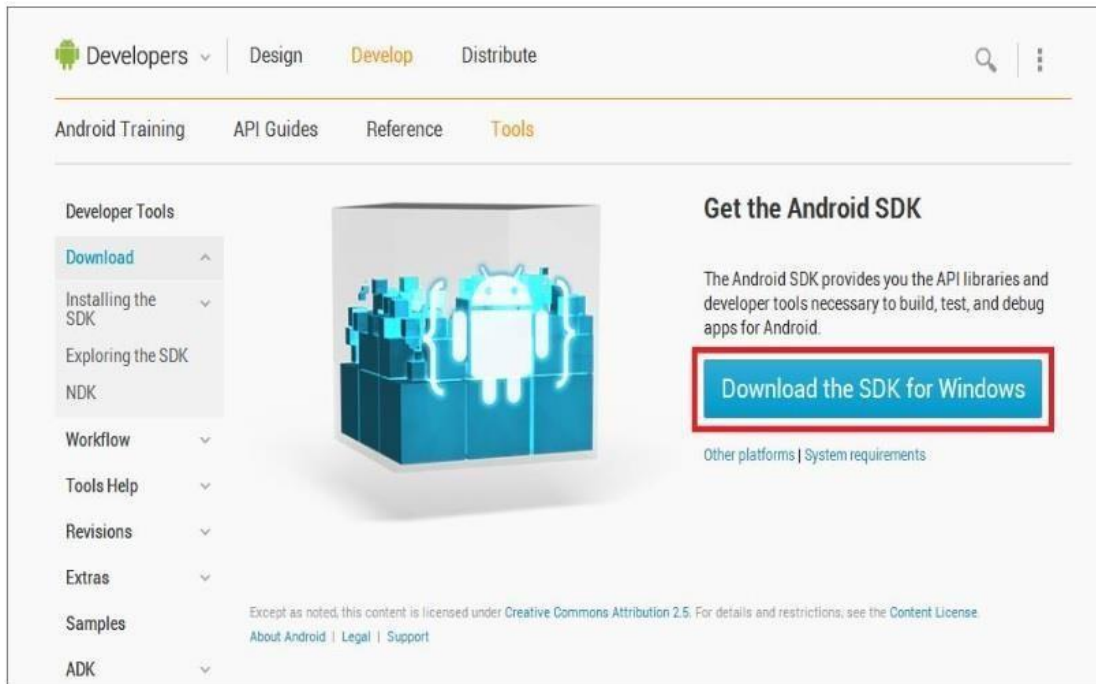 Developers Design Develop Distribute
Android Training API Guides Reference Tools
Developer Tools
Download
Installing the
SDK
Exploring the SDK
NDK
Workflow
Tools Help
Revisions
Extras
Samples
ADK
Get the Android SDK
The Android SDK provides you the API libraries and
developer tools necessary to build, test, and debug
apps for Android.
Download the SDK for Windows
Other platforms | System requirements
Except as noted, this content is licensed under Creative Commons Attribution 2.5. For details and restrictions, see the Content License.
About Android | Legal | Support